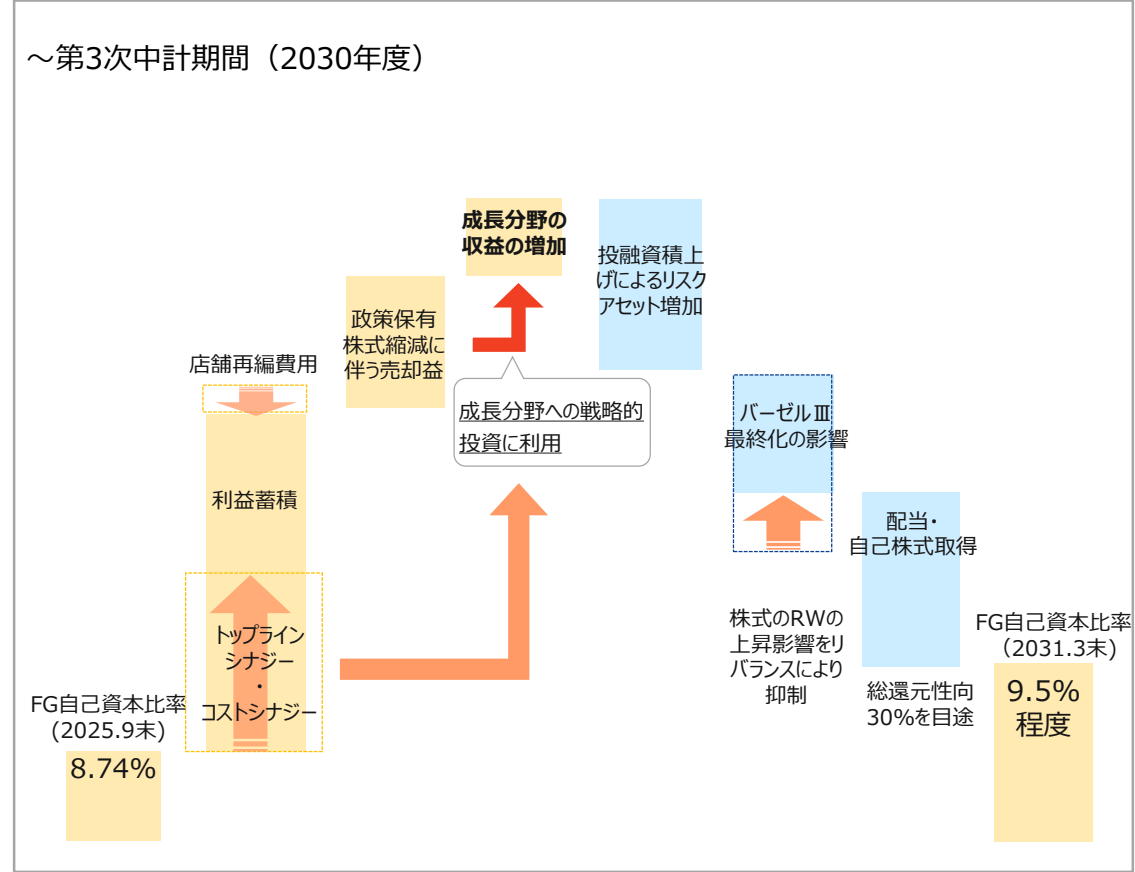 ～第3次中計期間（2030年度）
FG自己資本比率
(2025.9末)
8.74%
店舗再編費用
利益蓄積
トップライン
シナジー
・
コストシナジー
政策保有
株式縮減に
伴う売却益
成長分野の
収益の増加
成長分野への戦略的
投資に利用
投融資積上
げによるリスク
アセット増加
バーゼルⅢ
最終化の影響
株式のRWの
上昇影響をリ
バランスにより
抑制
配当・
自己株式取得
総還元性向
30%を目途
FG自己資本比率
（2031.3末）
9.5%
程度